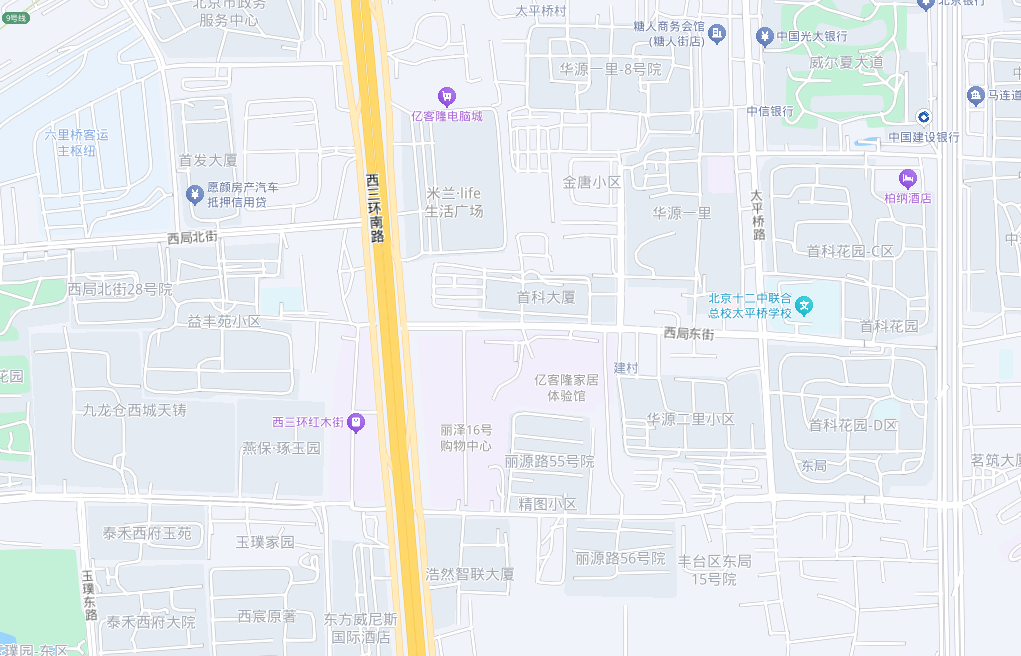 9号线
北京市政务
服务中心
太平桥村
北京银行
糖人商务会馆
(糖人街店)
中国光大银行
华源一里-8号院
威尔夏大道
亿客隆电脑城
中信银行
马连道
中国建设银行
六里桥客运
主枢纽
首发大厦
愿颜房产汽车
抵押信用贷
米兰·life
生活广场
金唐小区
华源一里
柏纳酒店
西三环南路
太平桥路
西局北街
首科花园-C区
西局北街28号院
首科大厦
北京十二中联合
总校太平桥学校
益丰苑小区
首科花园
西局东街
花园
建村
亿客隆家居
体验馆
九龙仓西城天铸
西三环红木街
丽泽16号
购物中心
华源二里小区
首科花园-D区
燕保·琢玉园
丽源路55号院
东局
茗筑大厦
精图小区
泰禾西府玉苑
玉璞家园
浩然智联大厦
丽源路56号院
丰台区东局
15号院
玉璞东路
泰禾西府大院
西宸原著
东方威尼斯
国际酒店
璞园-东区